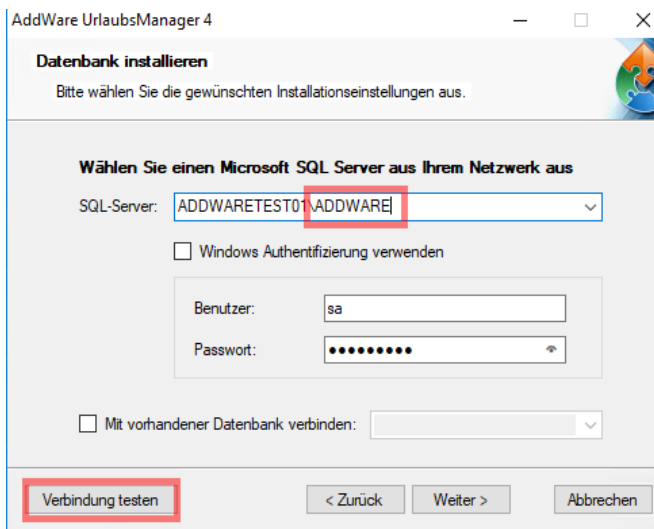 AddWare UrlaubsManager 4
Datenbank installieren
Bitte wählen Sie die gewünschten Installationseinstellungen aus.
Wählen Sie einen Microsoft SQL Server aus Ihrem Netzwerk aus
SQL-Server: ADDWARETEST01\ADDWARE
Windows Authentifizierung verwenden
Benutzer: sa
Passwort: ●●●●●●●●●
Mit vorhandener Datenbank verbinden:
Verbindung testen < Zurück Weiter > Abbrechen